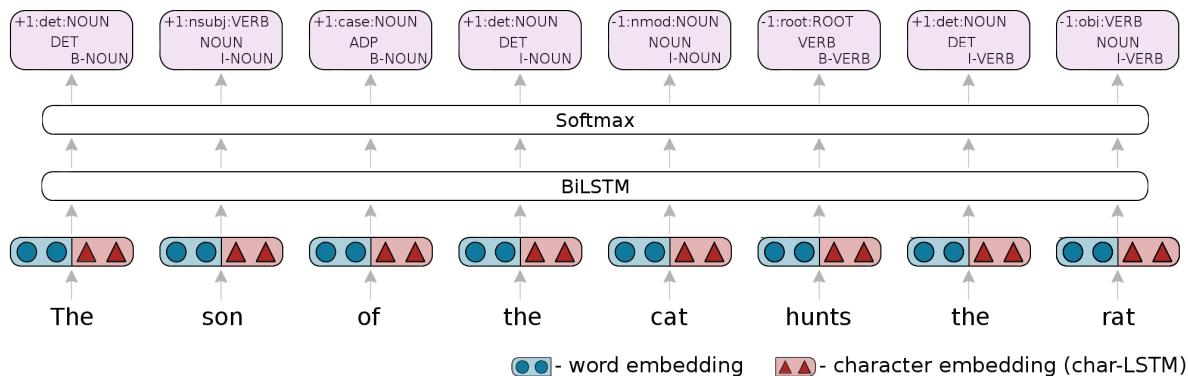 +1:det:NOUN +1:nsubj:VERB +1:case:NOUN +1:det:NOUN -1:nmod:NOUN -1:root:ROOT +1:det:NOUN -1:obj:VERB
DET NOUN ADP DET NOUN VERB DET NOUN
B-NOUN I-NOUN B-NOUN I-NOUN I-NOUN B-VERB I-VERB I-VERB
Softmax
BiLSTM
The son of the cat hunts the rat
- word embedding - character embedding (char-LSTM)